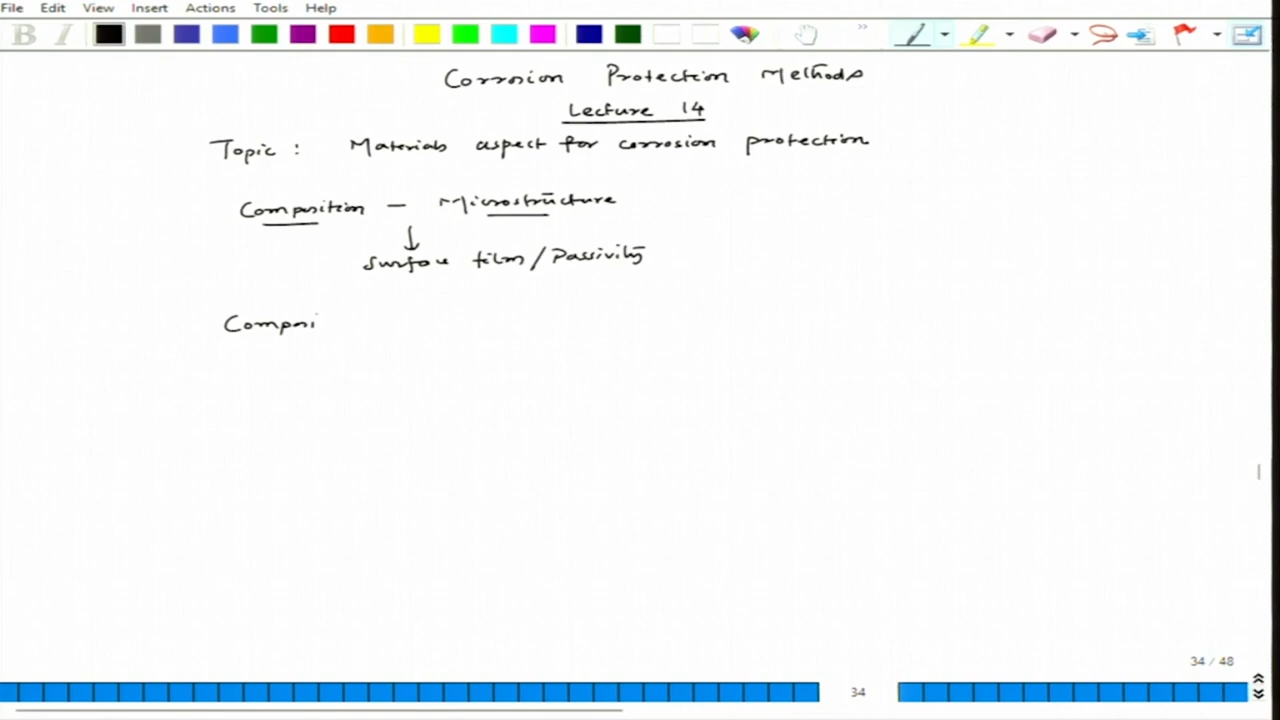 File Edit View Insert Actions Tools Help
B I
Corrosion Protection Methods
Lecture 14
Topic : Materials aspect for corrosion protection
Composition - Microstructure
↓
Surface film/Passivity
Composi
34 / 48
34